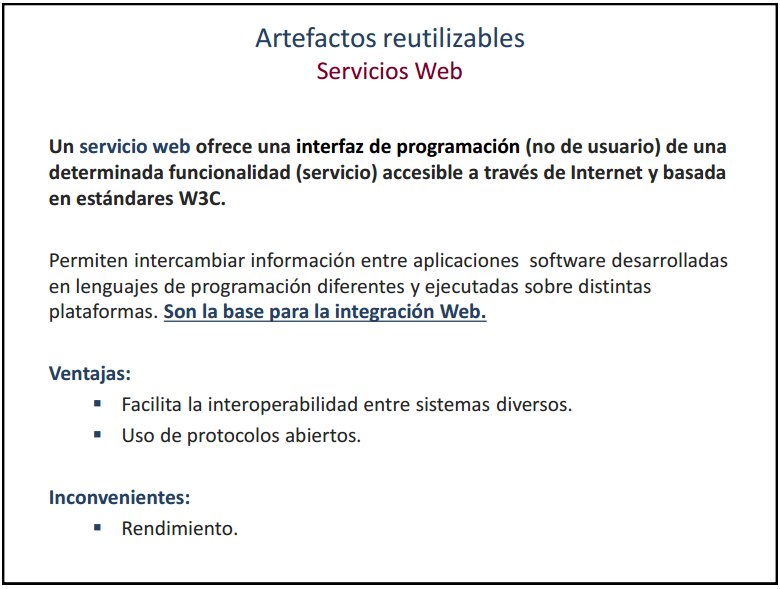 Artefactos reutilizables
Servicios Web
Un servicio web ofrece una interfaz de programación (no de usuario) de una
determinada funcionalidad (servicio) accesible a través de Internet y basada
en estándares W3C.
Permiten intercambiar información entre aplicaciones software desarrolladas
en lenguajes de programación diferentes y ejecutadas sobre distintas
plataformas. Son la base para la integración Web.
Ventajas:
▪ Facilita la interoperabilidad entre sistemas diversos.
▪ Uso de protocolos abiertos.
Inconvenientes:
▪ Rendimiento.